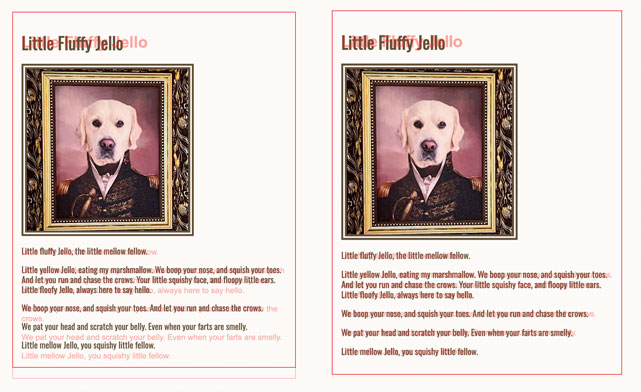 Little Fluffy Jello
Little fluffy Jello, the little mellow fellow.
Little yellow Jello, eating my marshmallow. We boop your nose, and squish your toes.
And let you run and chase the crows. Your little squishy face, and floopy little ears.
Little floofy Jello, always here to say hello.
We boop your nose, and squish your toes. And let you run and chase the crows.
We pat your head and scratch your belly. Even when your farts are smelly.
Little mellow Jello, you squishy little fellow.
Little Fluffy Jello
Little fluffy Jello, the little mellow fellow.
Little yellow Jello, eating my marshmallow. We boop your nose, and squish your toes.
And let you run and chase the crows. Your little squishy face, and floopy little ears.
Little floofy Jello, always here to say hello.
We boop your nose, and squish your toes. And let you run and chase the crows.
We pat your head and scratch your belly. Even when your farts are smelly.
Little mellow Jello, you squishy little fellow.